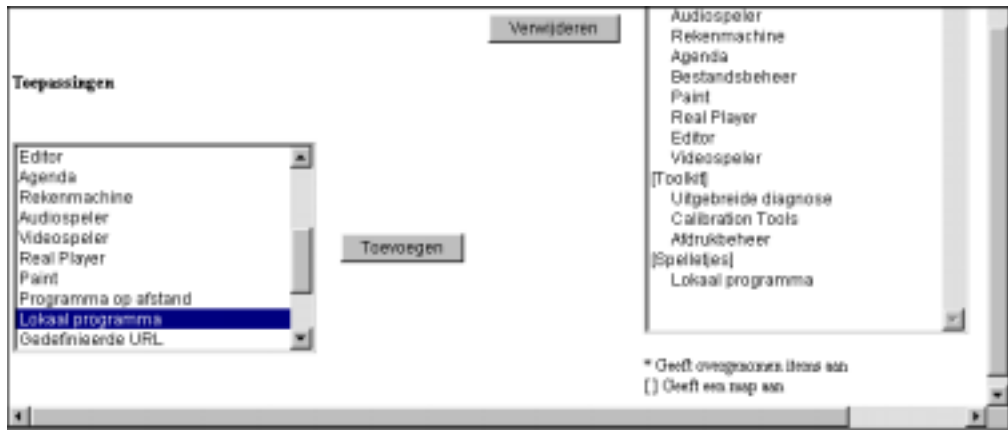 Verwijderen
Toepassingen
Editor
Agenda
Rekenmachine
Audiospeler
Videospeler
Real Player
Paint
Programma op afstand
Lokaal programma
Gedefinieerde URL
Toevoegen
Audiospeler
Rekenmachine
Agenda
Bestandsbeheer
Paint
Real Player
Editor
Videospeler
[Toolkit]
Uitgebreide diagnose
Calibration Tools
Afdrukbeheer
[Spelletjes]
Lokaal programma
* Geeft overgenomen items aan
[ ] Geeft een map aan